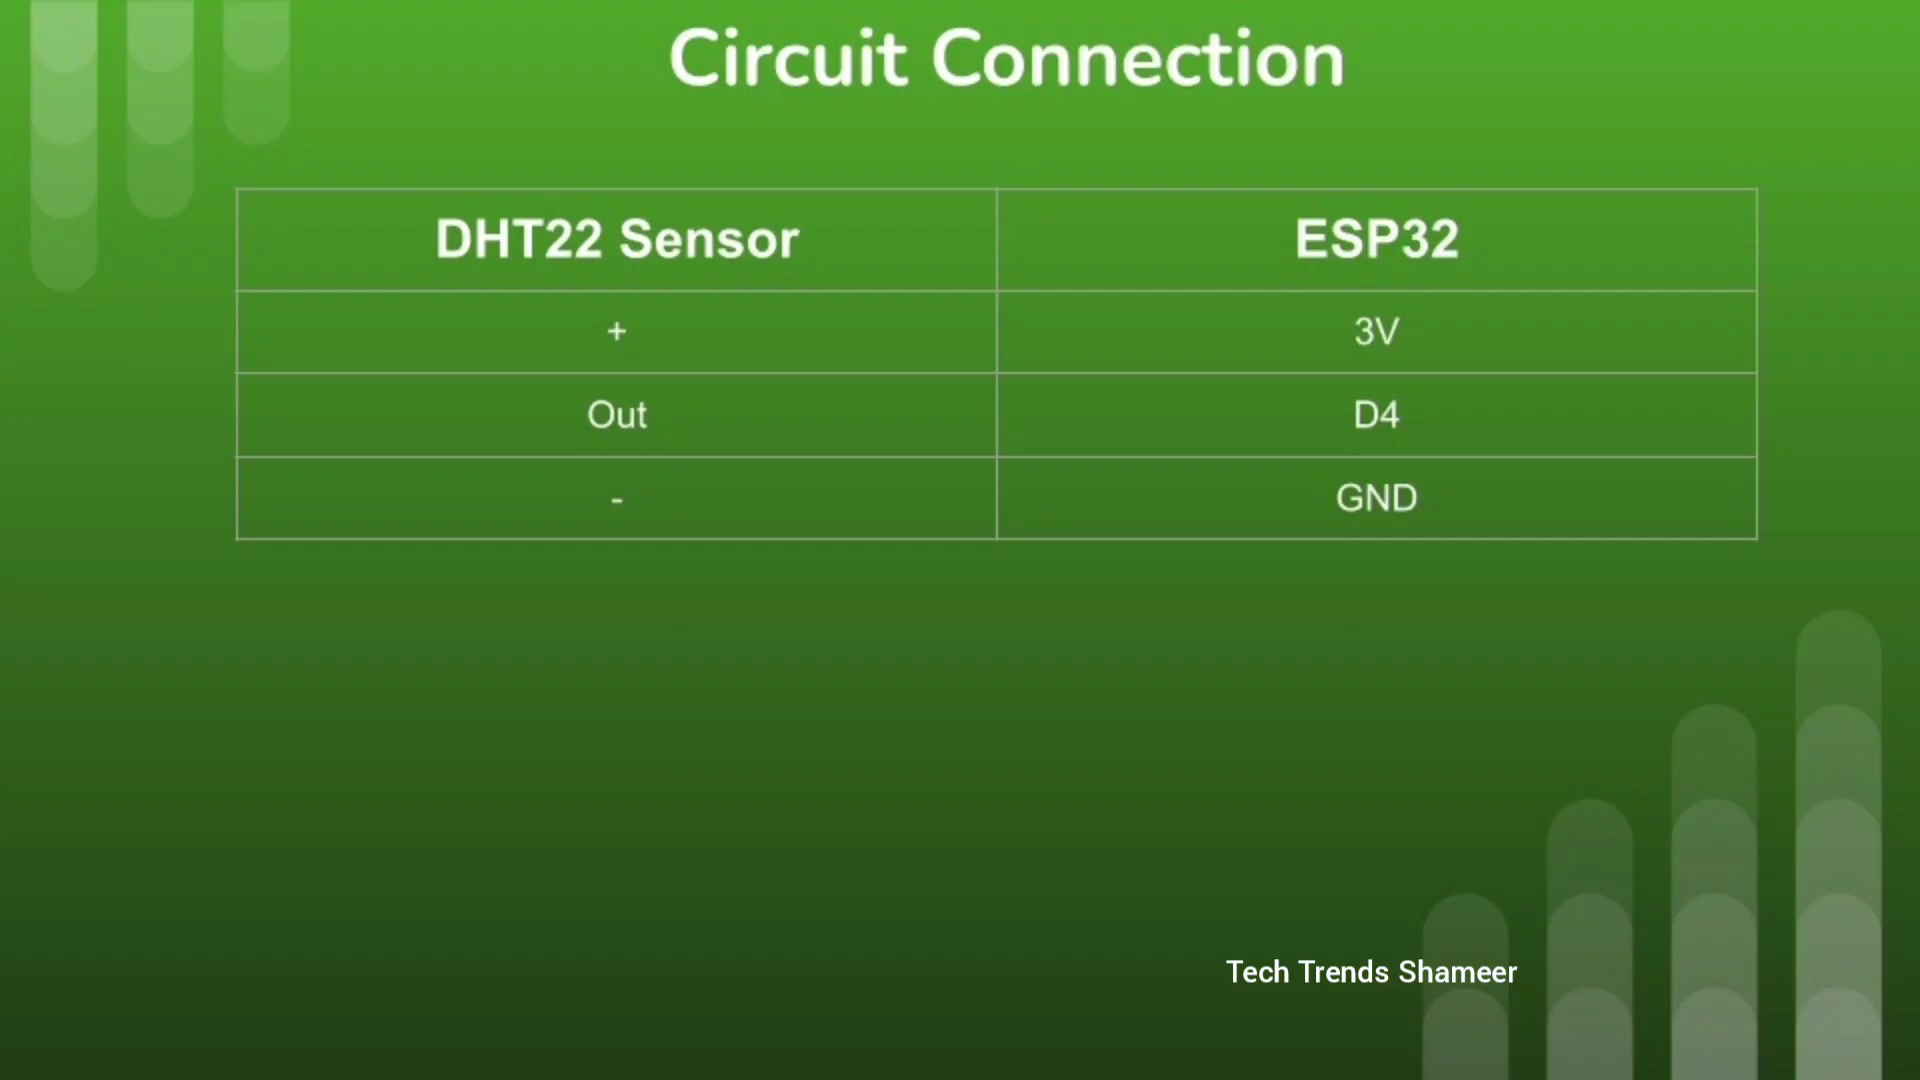 Circuit Connection
DHT22 Sensor ESP32
+ 3V
Out D4
- GND
Tech Trends Shameer